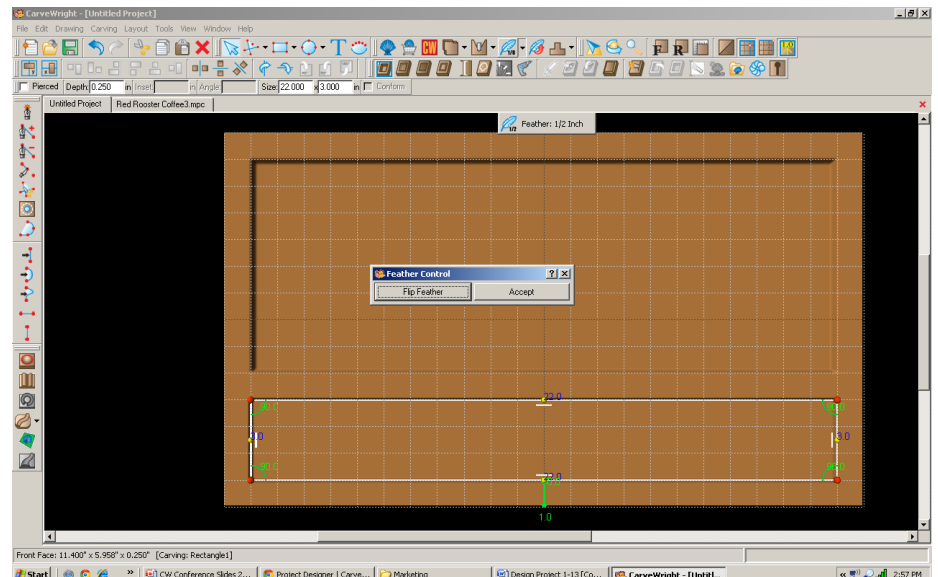 CarveWright - [Untitled Project]
File Edit Drawing Carving Layout Tools View Window Help
Pierced Depth: 0.250 in Inset: in Angle: Size: 22.000 x 3.000 in Conform
Untitled Project Red Rooster Coffee3.mpc
1/2 Feather: 1/2 Inch
Feather Control
Flip Feather Accept
22.0
3.0
22.0
1.0
Front Face: 11.400" x 5.958" x 0.250" [Carving: Rectangle1]
Start CW Conference Slides 2... Project Designer | Carve... Marketing Design Project 1-13 [Co... CarveWright - [Untitl... 2:57 PM